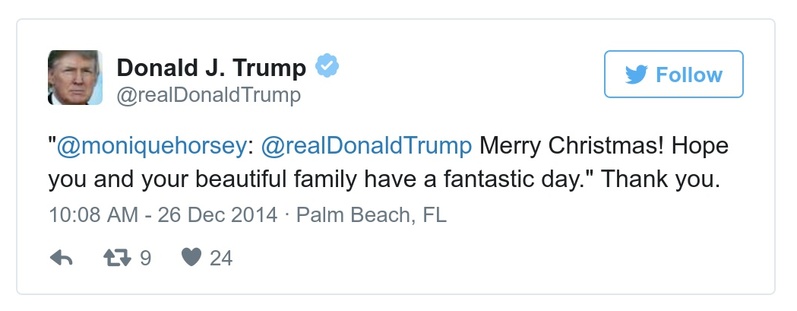 Donald J. Trump
@realDonaldTrump
Follow
"@moniquehorsey: @realDonaldTrump Merry Christmas! Hope
you and your beautiful family have a fantastic day." Thank you.
10:08 AM - 26 Dec 2014 · Palm Beach, FL
9 24